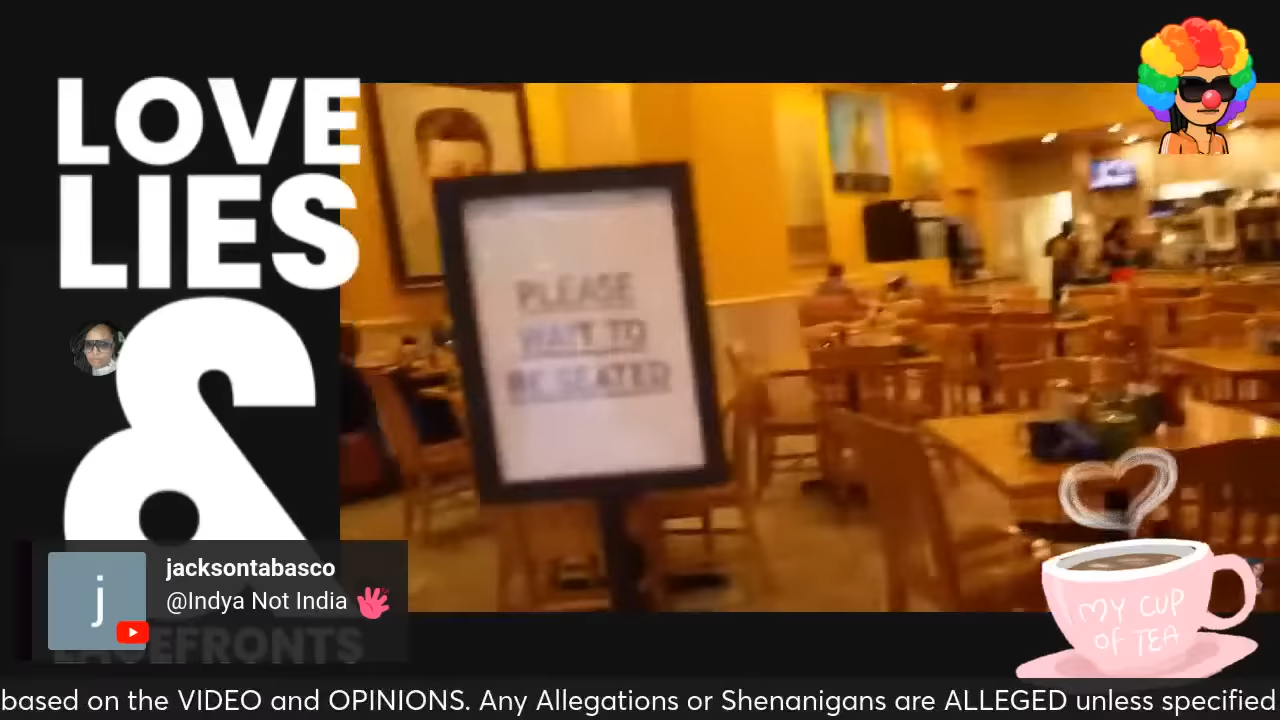 LOVE
LIES
&
LACEFRONTS
PLEASE
WAIT TO
BE SEATED
jacksontabasco
@Indya Not India
j
MY CUP
OF TEA
based on the VIDEO and OPINIONS. Any Allegations or Shenanigans are ALLEGED unless specified